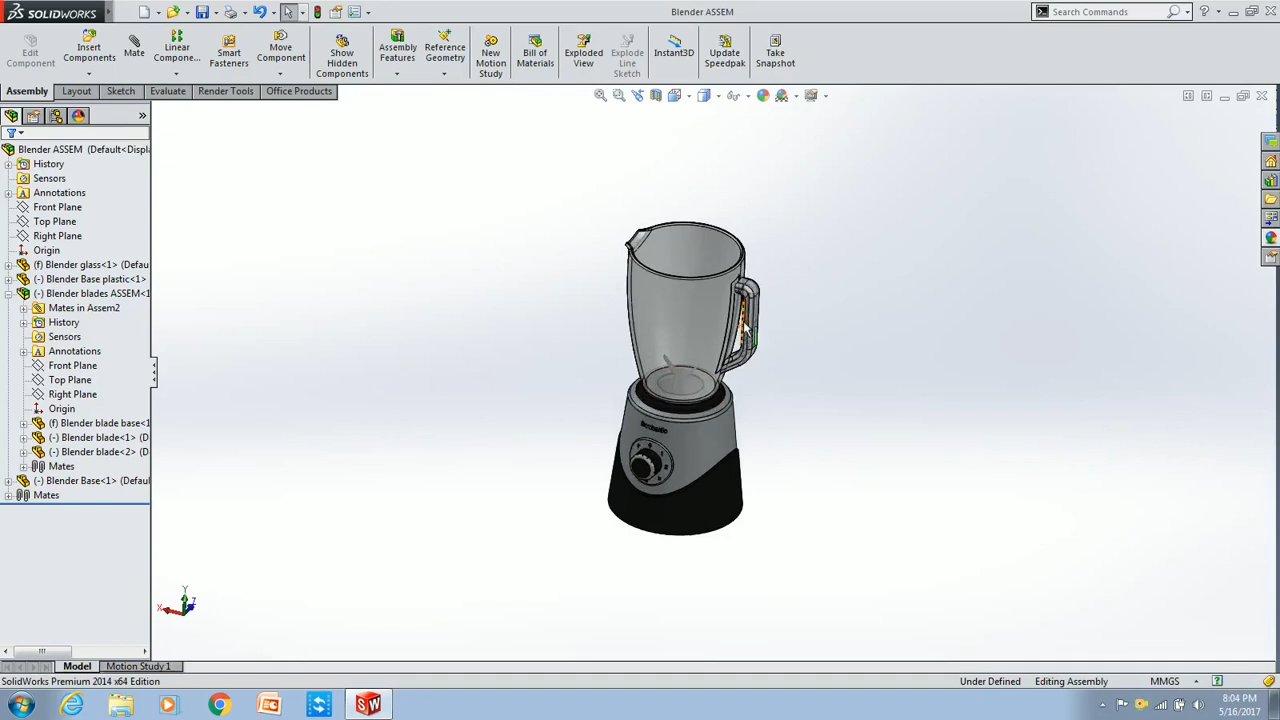 SOLIDWORKS
Blender ASSEM
Search Commands
Edit Component
Insert Components
Mate
Linear Compone...
Smart Fasteners
Move Component
Show Hidden Components
Assembly Features
Reference Geometry
New Motion Study
Bill of Materials
Exploded View
Explode Line Sketch
Instant3D
Update Speedpak
Take Snapshot
Assembly
Layout
Sketch
Evaluate
Render Tools
Office Products
Blender ASSEM (Default<Displ
History
Sensors
Annotations
Front Plane
Top Plane
Right Plane
Origin
(f) Blender glass<1> (Defau
(-) Blender Base plastic<1>
(-) Blender blades ASSEM<1
Mates in Assem2
History
Sensors
Annotations
Front Plane
Top Plane
Right Plane
Origin
(f) Blender blade base<1
(-) Blender blade<1> (D
(-) Blender blade<2> (D
Mates
(-) Blender Base<1> (Defaul
Mates
Y
X
Z
Model
Motion Study 1
SolidWorks Premium 2014 x64 Edition
Under Defined
Editing Assembly
MMGS
8:04 PM
5/16/2017